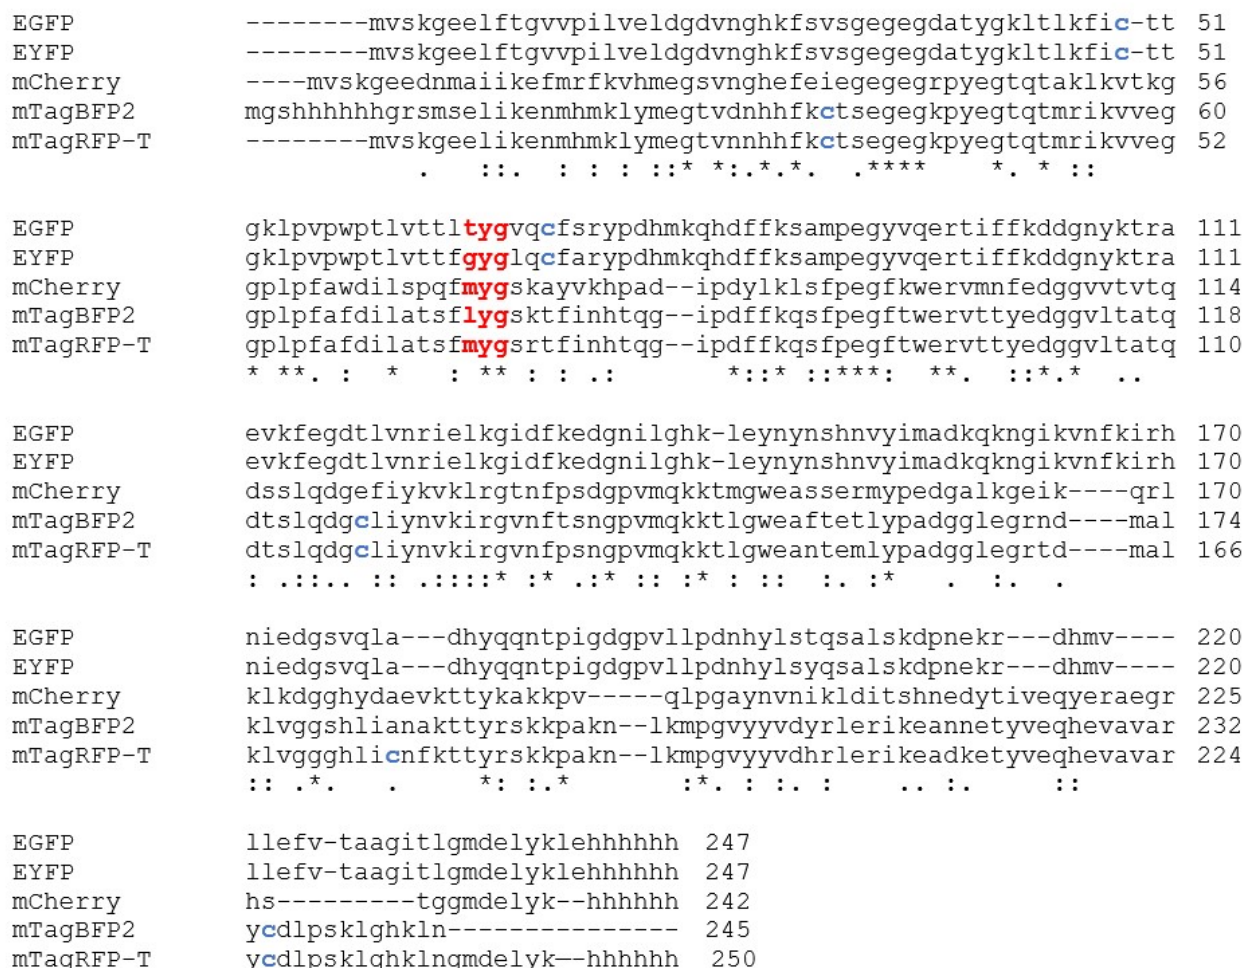 EGFP --------mvskgeelftgvvpilveldgdvnghkfsvsgegegdatygkltlkfic-tt 51
EYFP --------mvskgeelftgvvpilveldgdvnghkfsvsgegegdatygkltlkfic-tt 51
mCherry ----mvskgeednmaiikefmrfkvhmegsvnghefeiegegegrpyegtqtaklkvtkg 56
mTagBFP2 mgshhhhhhgrsmselikenmhmklymegtvdnhhfkctsegegkpyegtqtmrikvveg 60
mTagRFP-T --------mvskgeelikenmhmklymegtvnnhhfkctsegegkpyegtqtmrikvveg 52
. ::. : : : ::* *:.*.*. .**** *. * ::
EGFP gklpvpwptlvttltygvqcfsrypdhmkqhdffksampegyvqertiffkddgnyktra 111
EYFP gklpvpwptlvttfgyglqcfarypdhmkqhdffksampegyvqertiffkddgnyktra 111
mCherry gplpfawdilspqfmygskayvkhpad--ipdylklsfpegfkwervmnfedggvvtvtq 114
mTagBFP2 gplpfafdilatsflygsktfinhtqg--ipdffkqsfpegftwervttyedggvltatq 118
mTagRFP-T gplpfafdilatsfmygsrtfinhtqg--ipdffkqsfpegftwervttyedggvltatq 110
* **. : * : ** : : .: *::* ::***: **. ::*.* ..
EGFP evkfegdtlvnrielkgidfkedgnilghk-leynynshnvyimadkqkngikvnfkirh 170
EYFP evkfegdtlvnrielkgidfkedgnilghk-leynynshnvyimadkqkngikvnfkirh 170
mCherry dsslqdgefiykvklrgtnfpsdgpvmqkktmgweassermypedgalkgeik----qrl 170
mTagBFP2 dtslqdgcliynvkirgvnftsngpvmqkktlgweaftetlypadgglegrnd----mal 174
mTagRFP-T dtslqdgcliynvkirgvnfpsngpvmqkktlgweantemlypadgglegrtd----mal 166
: .::.. :: .::::* :* .:* :: :* : :: :. :* . :. .
EGFP niedgsvqla---dhyqqntpigdgpvllpdnhylstqsalskdpnekr---dhmv---- 220
EYFP niedgsvqla---dhyqqntpigdgpvllpdnhylsyqsalskdpnekr---dhmv---- 220
mCherry klkdgghydaevkttykakkpv-----qlpgaynvniklditshnedytiveqyeraegr 225
mTagBFP2 klvggshlianakttyrskkpakn--lkmpgvyyvdyrlerikeannetyveqhevavar 232
mTagRFP-T klvggghlicnfkttyrskkpakn--lkmpgvyyvdhrlerikeadketyveqhevavar 224
:: .*. . *: :.* :*. : :. : .. :. ::
EGFP llefv-taagitlgmdelyklehhhhhh 247
EYFP llefv-taagitlgmdelyklehhhhhh 247
mCherry hs---------tggmdelyk--hhhhhh 242
mTagBFP2 ycdlpsklghkln--------------- 245
mTagRFP-T ycdlpsklghklngmdelyk--hhhhhh 250